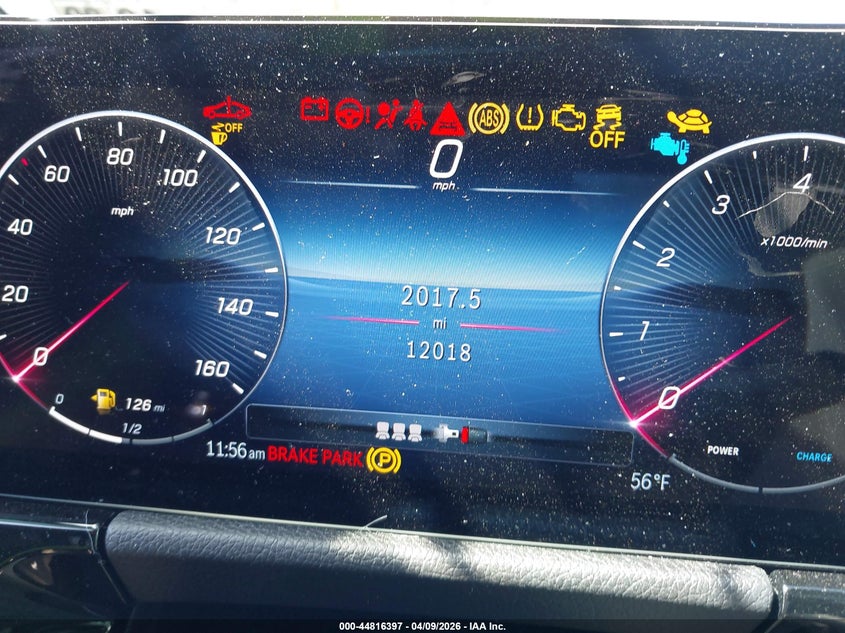 OFF
ABS
OFF
0
mph
0 20 40 60 80 100 120 140 160
mph
0 1 2 3 4
x1000/min
2017.5
mi
12018
126 mi
0 1/2 1
11:56 am BRAKE PARK P
56°F
POWER CHARGE
000-44816397 - 04/09/2026 - IAA Inc.